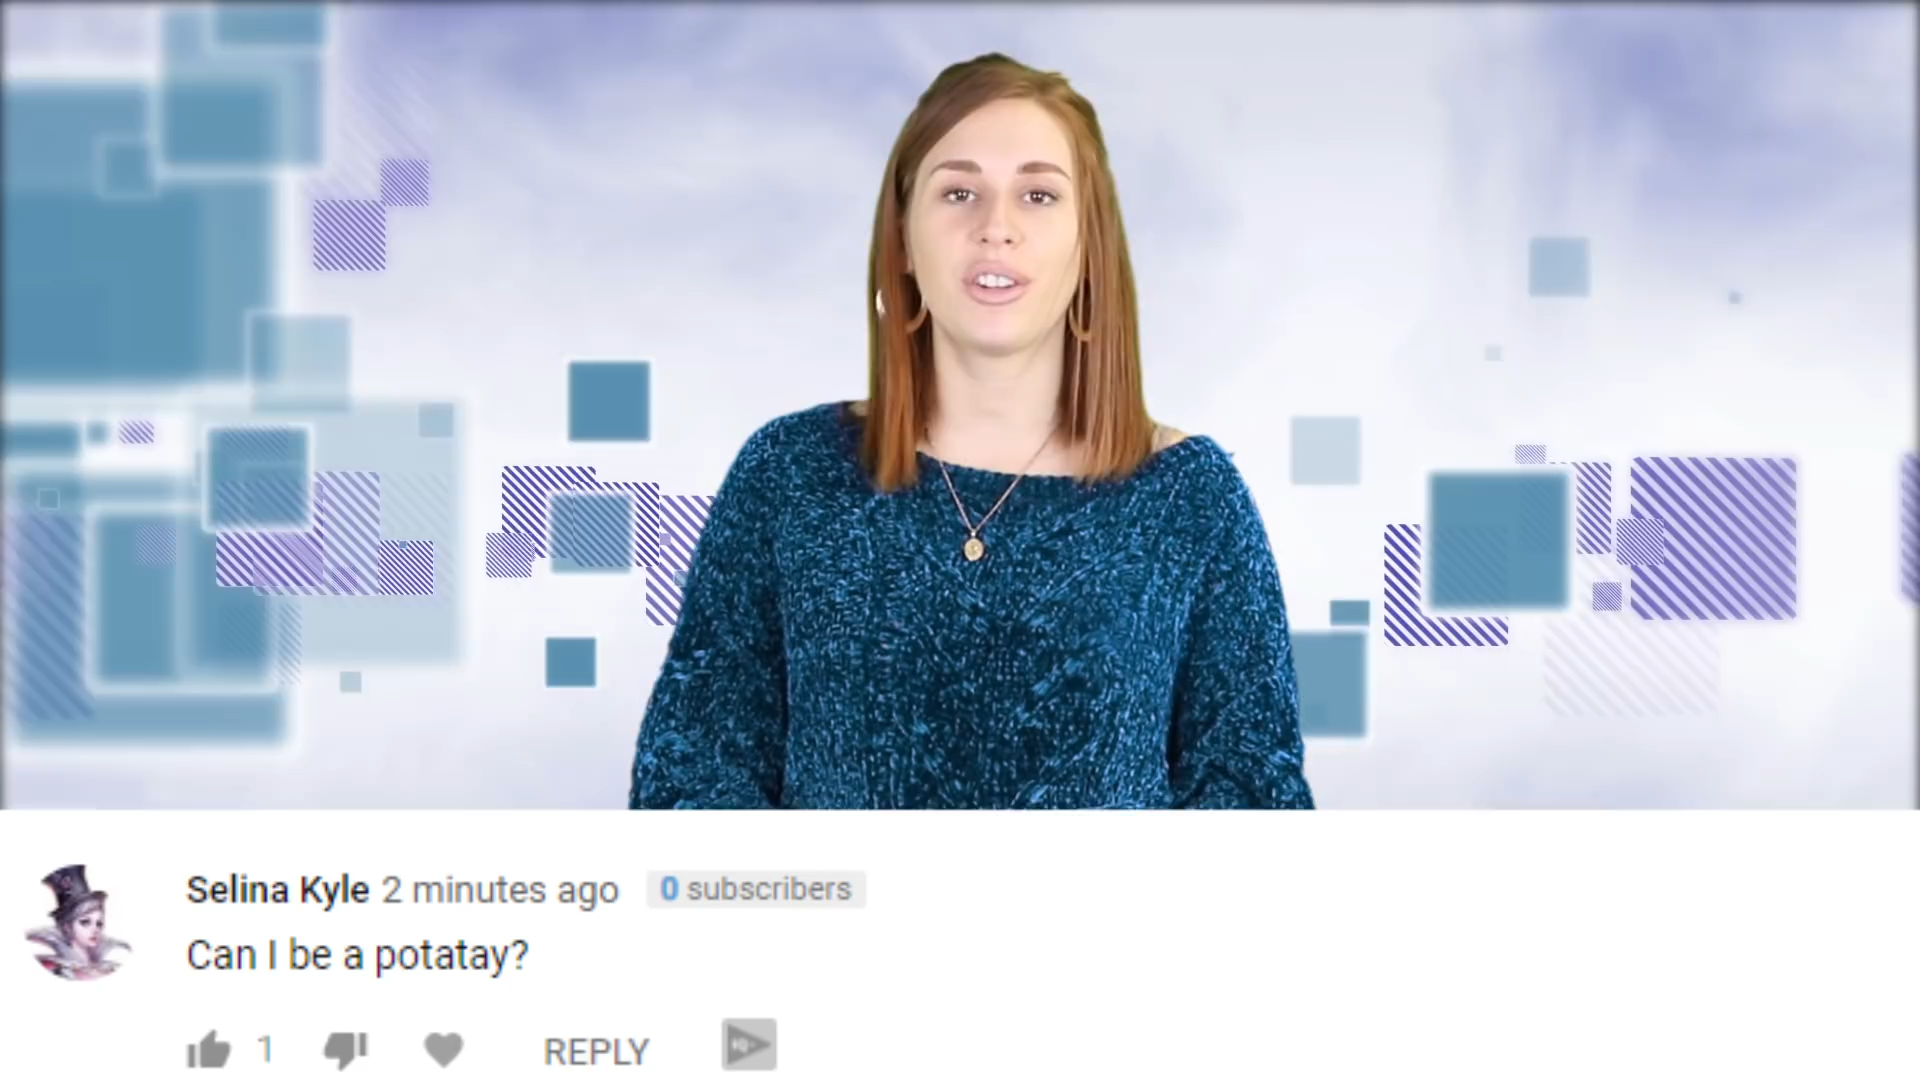 Selina Kyle 2 minutes ago 0 subscribers
Can I be a potatay?
1 REPLY